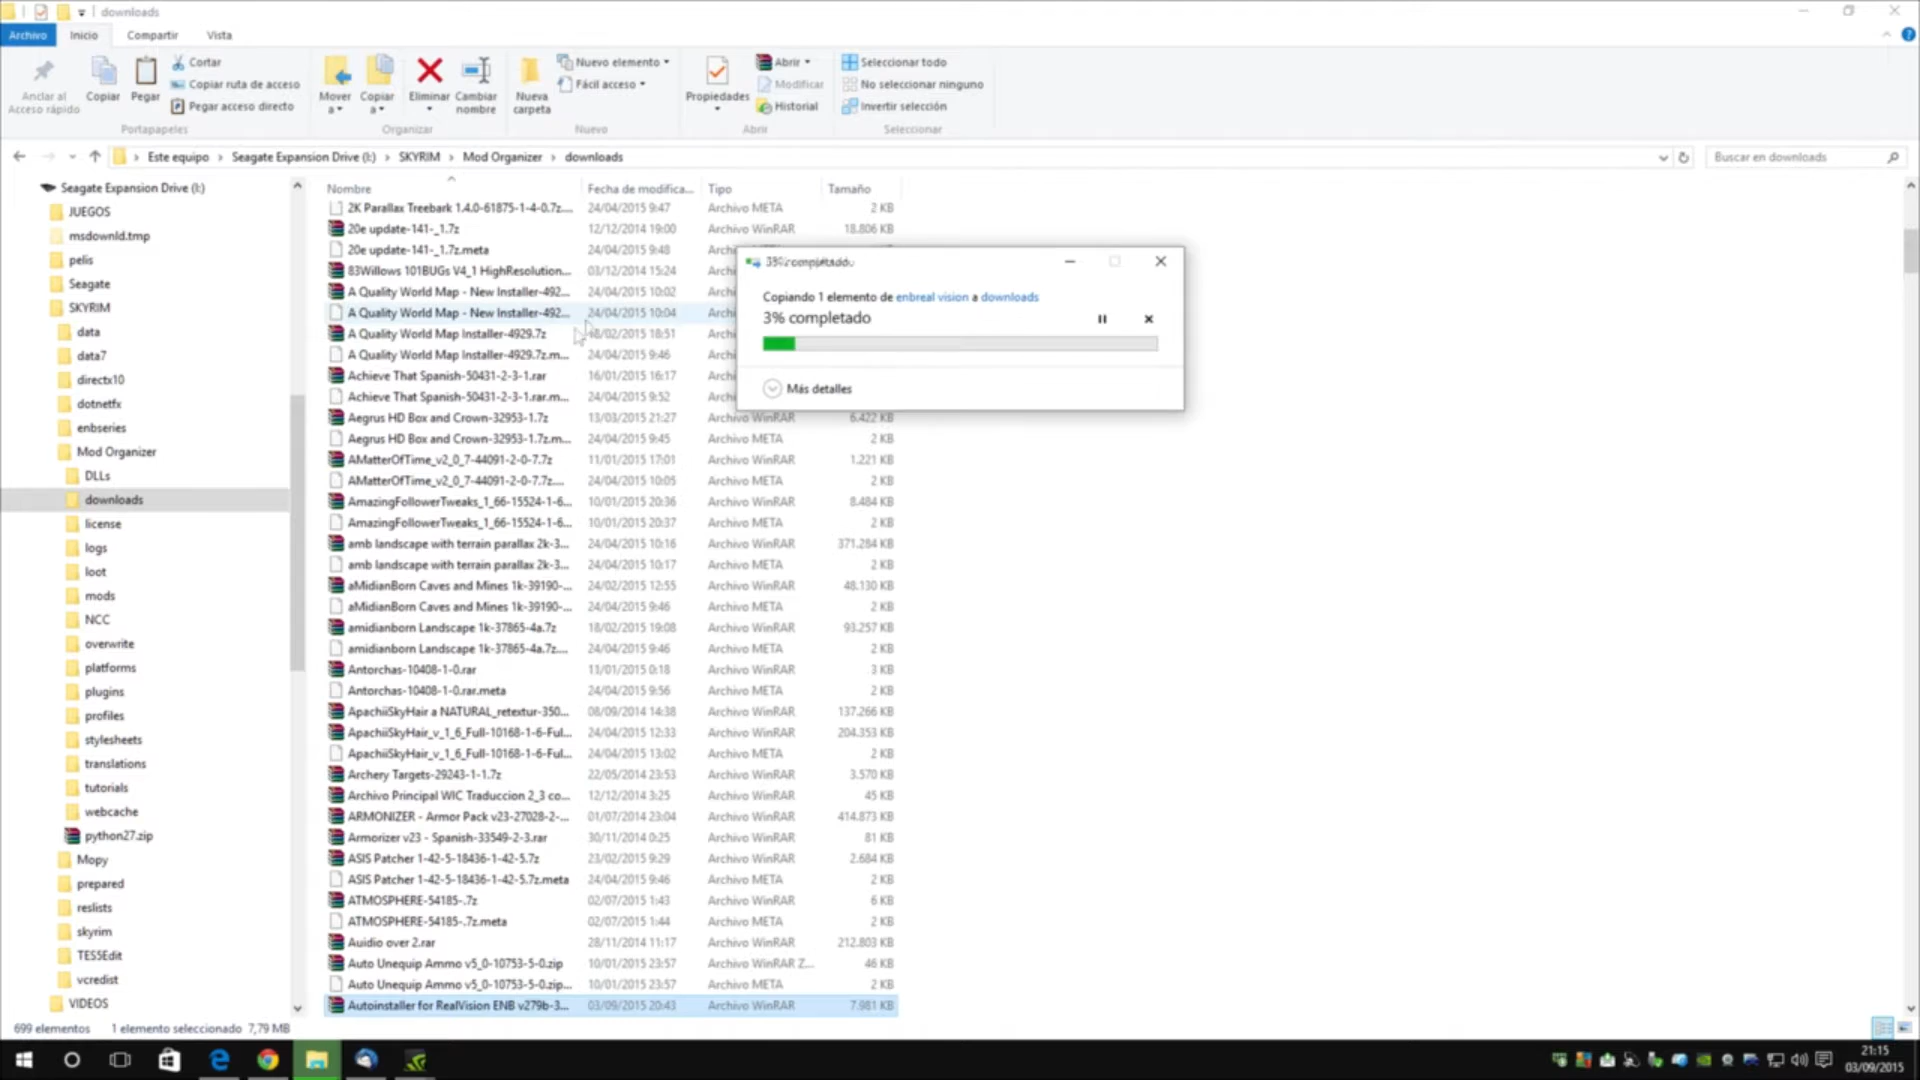 downloads
Archivo
Inicio
Compartir
Vista
Anclar al
Acceso rápido
Copiar
Pegar
Cortar
Copiar ruta de acceso
Pegar acceso directo
Portapapeles
Mover
a
Copiar
a
Eliminar
Cambiar
nombre
Organizar
Nueva
carpeta
Nuevo elemento
Fácil acceso
Nuevo
Propiedades
Abrir
Modificar
Historial
Abrir
Seleccionar todo
No seleccionar ninguno
Invertir selección
Seleccionar
Este equipo > Seagate Expansion Drive (I:) > SKYRIM > Mod Organizer > downloads
Buscar en downloads
Seagate Expansion Drive (I:)
JUEGOS
msdownld.tmp
pelis
Seagate
SKYRIM
data
data7
directx10
dotnetfx
enbseries
Mod Organizer
DLLs
downloads
license
logs
loot
mods
NCC
overwrite
platforms
plugins
profiles
stylesheets
translations
tutorials
webcache
python27.zip
Mopy
prepared
reslists
skyrim
TES5Edit
vcredist
VIDEOS
Nombre Fecha de modifica... Tipo Tamaño
2K Parallax Treebark 1.4.0-61875-1-4-0.7z.... 24/04/2015 9:47 Archivo META 2 KB
20e update-141-_1.7z 12/12/2014 19:00 Archivo WinRAR 18.806 KB
20e update-141-_1.7z.meta 24/04/2015 9:48
83Willows 101BUGs V4_1 HighResolution... 03/12/2014 15:24
A Quality World Map - New Installer-492... 24/04/2015 10:02
A Quality World Map - New Installer-492... 24/04/2015 10:04
A Quality World Map Installer-4929.7z 18/02/2015 18:51
A Quality World Map Installer-4929.7z.m... 24/04/2015 9:46
Achieve That Spanish-50431-2-3-1.rar 16/01/2015 16:17
Achieve That Spanish-50431-2-3-1.rar.m... 24/04/2015 9:52
Aegrus HD Box and Crown-32953-1.7z 13/03/2015 21:27 Archivo WinRAR 6.422 KB
Aegrus HD Box and Crown-32953-1.7z.m... 24/04/2015 9:45 Archivo META 2 KB
AMatterOfTime_v2_0_7-44091-2-0-7.7z 11/01/2015 17:01 Archivo WinRAR 1.221 KB
AMatterOfTime_v2_0_7-44091-2-0-7.7z.... 24/04/2015 10:05 Archivo META 2 KB
AmazingFollowerTweaks_1_66-15524-1-6... 10/01/2015 20:36 Archivo WinRAR 8.484 KB
AmazingFollowerTweaks_1_66-15524-1-6... 10/01/2015 20:37 Archivo META 2 KB
amb landscape with terrain parallax 2k-3... 24/04/2015 10:16 Archivo WinRAR 371.284 KB
amb landscape with terrain parallax 2k-3... 24/04/2015 10:17 Archivo META 2 KB
aMidianBorn Caves and Mines 1k-39190-... 24/02/2015 12:55 Archivo WinRAR 48.130 KB
aMidianBorn Caves and Mines 1k-39190-... 24/04/2015 9:46 Archivo META 2 KB
amidianborn Landscape 1k-37865-4a.7z 18/02/2015 19:08 Archivo WinRAR 93.257 KB
amidianborn Landscape 1k-37865-4a.7z.... 24/04/2015 9:46 Archivo META 2 KB
Antorchas-10408-1-0.rar 11/01/2015 0:18 Archivo WinRAR 3 KB
Antorchas-10408-1-0.rar.meta 24/04/2015 9:56 Archivo META 2 KB
ApachiiSkyHair a NATURAL_retextur-350... 08/09/2014 14:38 Archivo WinRAR 137.266 KB
ApachiiSkyHair_v_1_6_Full-10168-1-6-Ful... 24/04/2015 12:33 Archivo WinRAR 204.353 KB
ApachiiSkyHair_v_1_6_Full-10168-1-6-Ful... 24/04/2015 13:02 Archivo META 2 KB
Archery Targets-29243-1-1.7z 22/05/2014 23:53 Archivo WinRAR 3.570 KB
Archivo Principal WIC Traduccion 2_3 co... 12/12/2014 3:25 Archivo WinRAR 45 KB
ARMONIZER - Armor Pack v23-27028-2-... 01/07/2014 23:04 Archivo WinRAR 414.873 KB
Armorizer v23 - Spanish-33549-2-3.rar 30/11/2014 0:25 Archivo WinRAR 81 KB
ASIS Patcher 1-42-5-18436-1-42-5.7z 23/02/2015 9:29 Archivo WinRAR 2.684 KB
ASIS Patcher 1-42-5-18436-1-42-5.7z.meta 24/04/2015 9:46 Archivo META 2 KB
ATMOSPHERE-54185-.7z 02/07/2015 1:43 Archivo WinRAR 6 KB
ATMOSPHERE-54185-.7z.meta 02/07/2015 1:44 Archivo META 2 KB
Auidio over 2.rar 28/11/2014 11:17 Archivo WinRAR 212.803 KB
Auto Unequip Ammo v5_0-10753-5-0.zip 10/01/2015 23:57 Archivo WinRAR Z... 46 KB
Auto Unequip Ammo v5_0-10753-5-0.zip... 10/01/2015 23:57 Archivo META 2 KB
Autoinstaller for RealVision ENB v279b-3... 03/09/2015 20:43 Archivo WinRAR 7.981 KB
Copiando 1 elemento de enbreal vision a downloads
3% completado
Más detalles
699 elementos 1 elemento seleccionado 7,79 MB
21:15
03/09/2015